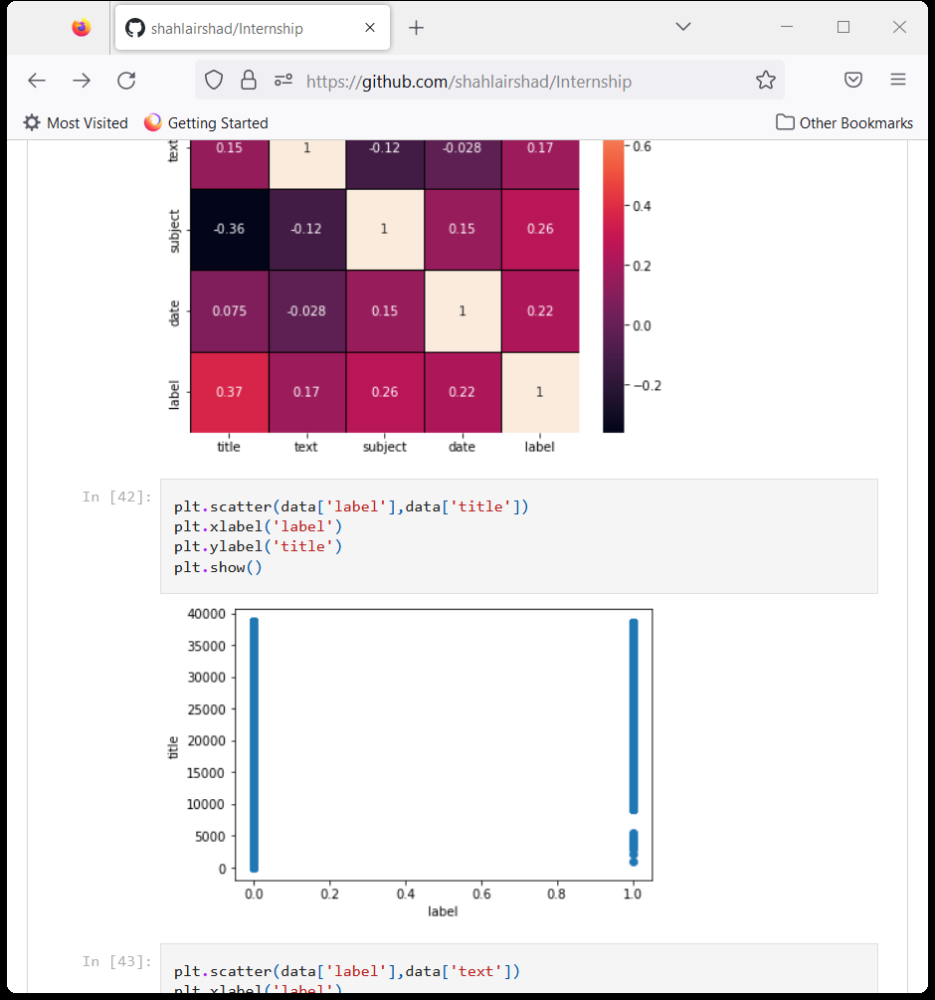 shahlairshad/Internship
https://github.com/shahlairshad/Internship
Most Visited Getting Started Other Bookmarks
text 0.15 1 -0.12 -0.028 0.17 0.6
0.4
subject -0.36 -0.12 1 0.15 0.26
0.2
date 0.075 -0.028 0.15 1 0.22 0.0
−0.2
label 0.37 0.17 0.26 0.22 1
title text subject date label
In [42]:
plt.scatter(data['label'],data['title'])
plt.xlabel('label')
plt.ylabel('title')
plt.show()
40000
35000
30000
25000
20000
title
15000
10000
5000
0
0.0 0.2 0.4 0.6 0.8 1.0
label
In [43]:
plt.scatter(data['label'],data['text'])
plt.xlabel('label')